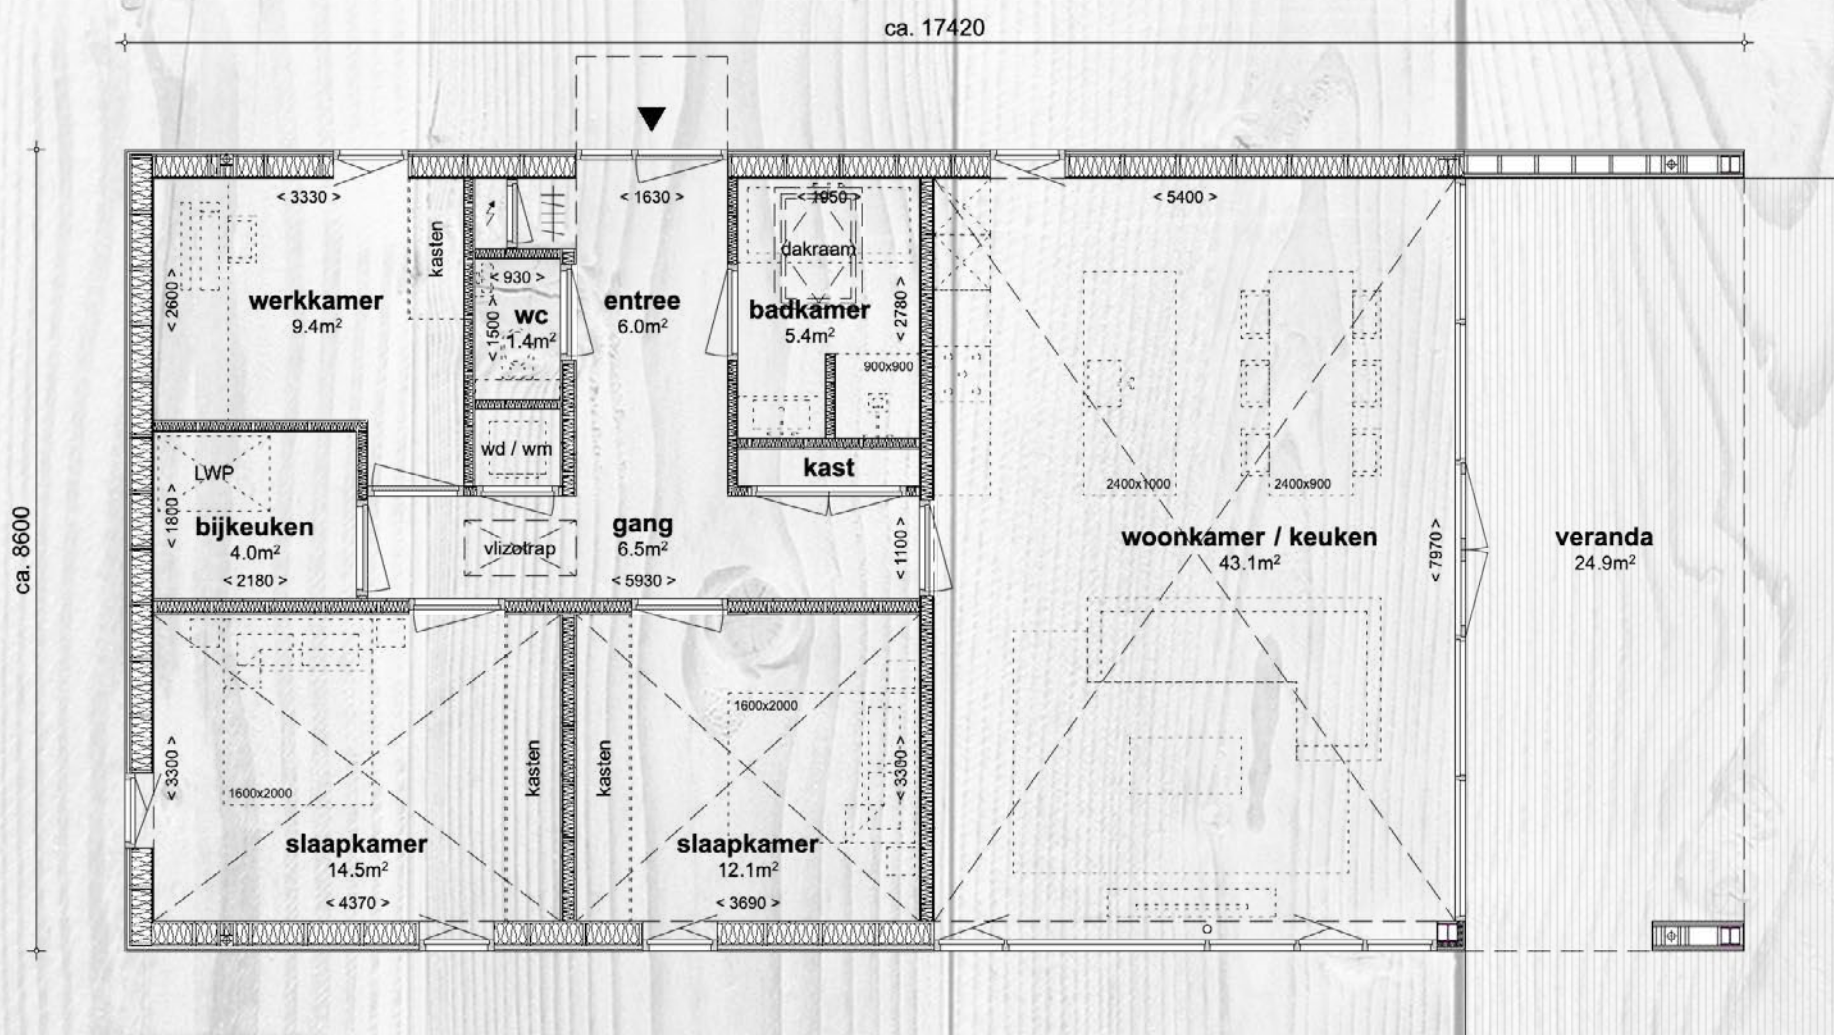 ca. 17420
ca. 8600
< 3330 >
< 1630 >
< 1950 >
< 5400 >
kasten
dakraam
< 2600 >
werkkamer
9.4m²
< 930 >
< 1500 >
wc
1.4m²
entree
6.0m²
badkamer
5.4m²
< 2780 >
900x900
wd / wm
kast
LWP
< 1800 >
bijkeuken
4.0m²
< 2180 >
vlizotrap
gang
6.5m²
< 5930 >
< 1100 >
2400x1000
2400x900
woonkamer / keuken
43.1m²
< 7970 >
veranda
24.9m²
< 3300 >
1600x2000
kasten
slaapkamer
14.5m²
< 4370 >
kasten
1600x2000
< 3300 >
slaapkamer
12.1m²
< 3690 >